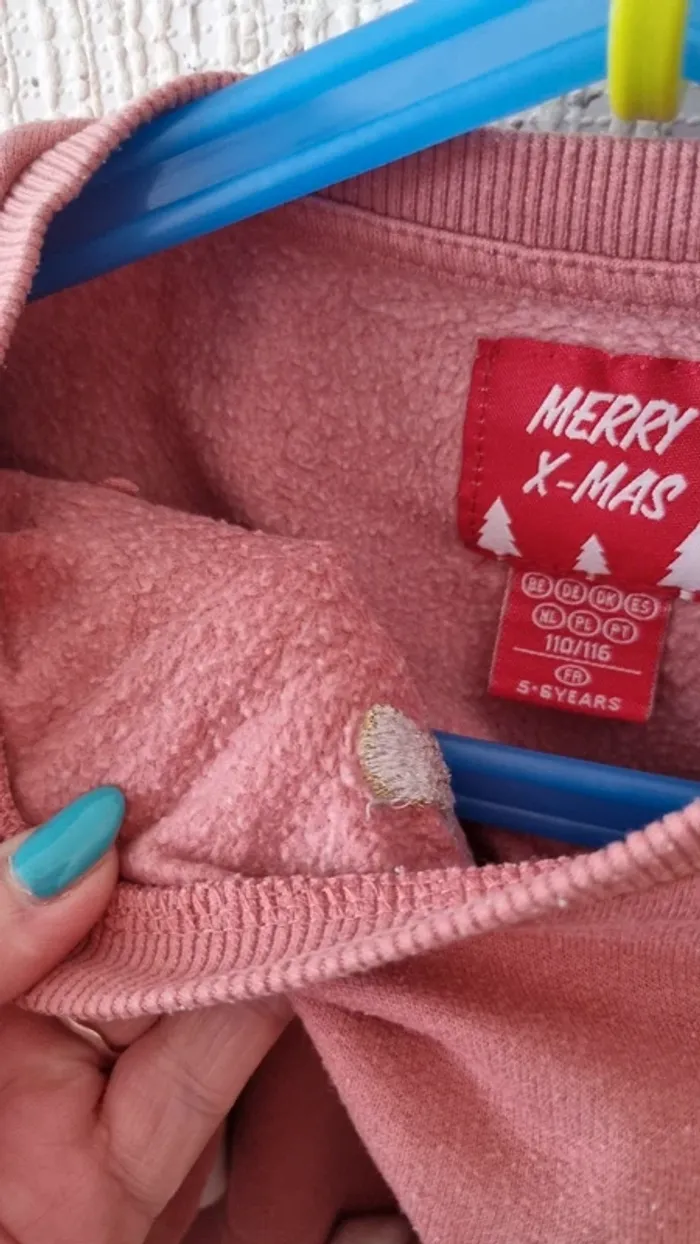 MERRY
X-MAS
BE DE DK ES
NL PL PT
110/116
FR
5-6YEARS